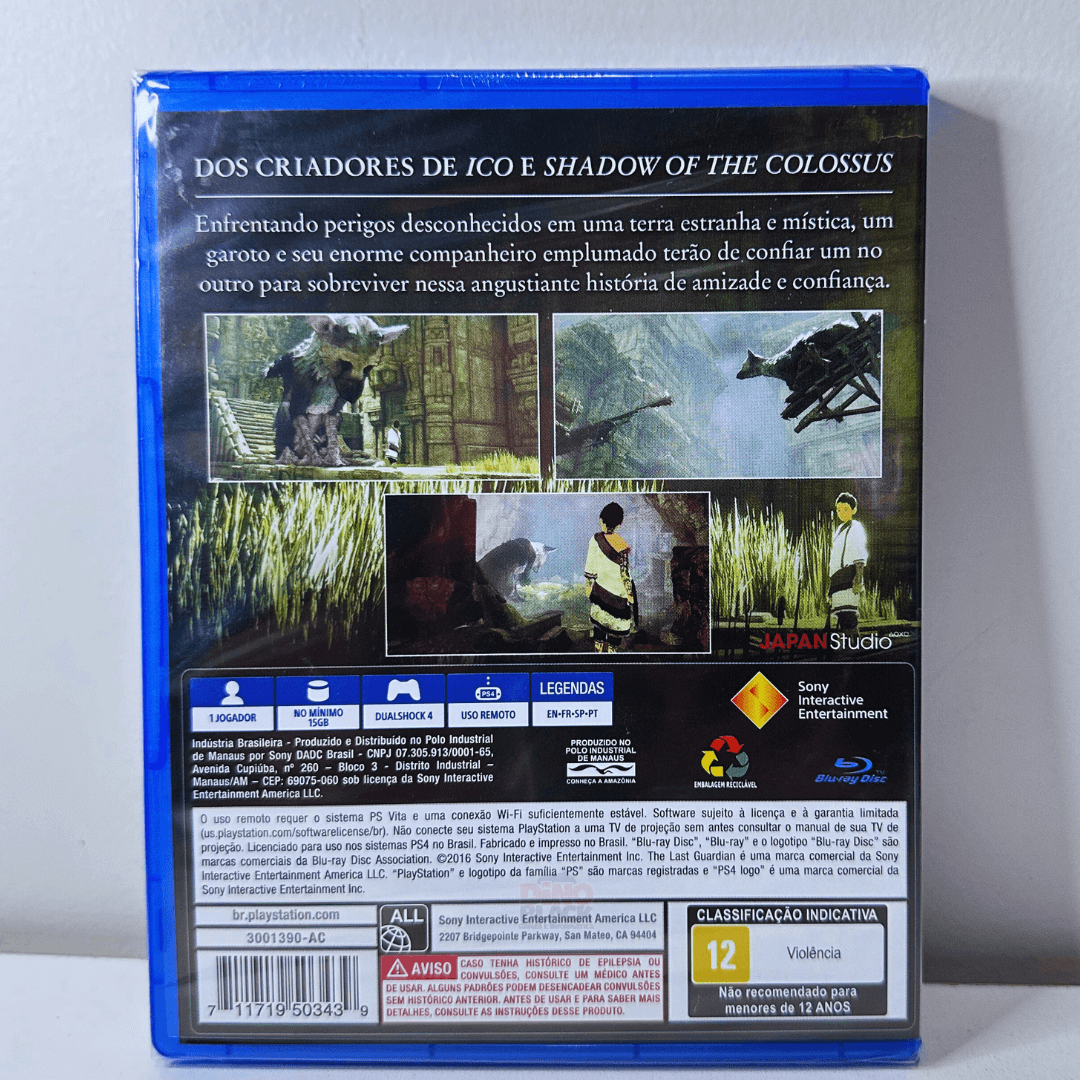 DOS CRIADORES DE ICO E SHADOW OF THE COLOSSUS
Enfrentando perigos desconhecidos em uma terra estranha e mística, um
garoto e seu enorme companheiro emplumado terão de confiar um no
outro para sobreviver nessa angustiante história de amizade e confiança.
JAPAN Studio
1 JOGADOR
NO MÍNIMO
15GB
DUALSHOCK 4
PS4
USO REMOTO
LEGENDAS
EN•FR•SP•PT
Sony
Interactive
Entertainment
Indústria Brasileira - Produzido e Distribuído no Polo Industrial
de Manaus por Sony DADC Brasil - CNPJ 07.305.913/0001-65,
Avenida Cupiúba, nº 260 – Bloco 3 - Distrito Industrial –
Manaus/AM – CEP: 69075-060 sob licença da Sony Interactive
Entertainment America LLC.
PRODUZIDO NO
POLO INDUSTRIAL
DE MANAUS
CONHEÇA A AMAZÔNIA
EMBALAGEM RECICLÁVEL
Blu-ray Disc
O uso remoto requer o sistema PS Vita e uma conexão Wi-Fi suficientemente estável. Software sujeito à licença e à garantia limitada
(us.playstation.com/softwarelicense/br). Não conecte seu sistema PlayStation a uma TV de projeção sem antes consultar o manual de sua TV de
projeção. Licenciado para uso nos sistemas PS4 no Brasil. Fabricado e impresso no Brasil. “Blu-ray Disc”, “Blu-ray” e o logotipo “Blu-ray Disc” são
marcas comerciais da Blu-ray Disc Association. ©2016 Sony Interactive Entertainment Inc. The Last Guardian é uma marca comercial da Sony
Interactive Entertainment America LLC. “PlayStation” e logotipo da família “PS” são marcas registradas e “PS4 logo” é uma marca comercial da
Sony Interactive Entertainment Inc.
DINO
BLACK
br.playstation.com
3001390-AC
ALL
Sony Interactive Entertainment America LLC
2207 Bridgepointe Parkway, San Mateo, CA 94404
AVISO CASO TENHA HISTÓRICO DE EPILEPSIA OU
CONVULSÕES, CONSULTE UM MÉDICO ANTES
DE USAR. ALGUNS PADRÕES PODEM DESENCADEAR CONVULSÕES
SEM HISTÓRICO ANTERIOR. ANTES DE USAR E PARA SABER MAIS
DETALHES, CONSULTE AS INSTRUÇÕES DESSE PRODUTO.
7 11719 50343 9
CLASSIFICAÇÃO INDICATIVA
12
Violência
Não recomendado para
menores de 12 ANOS